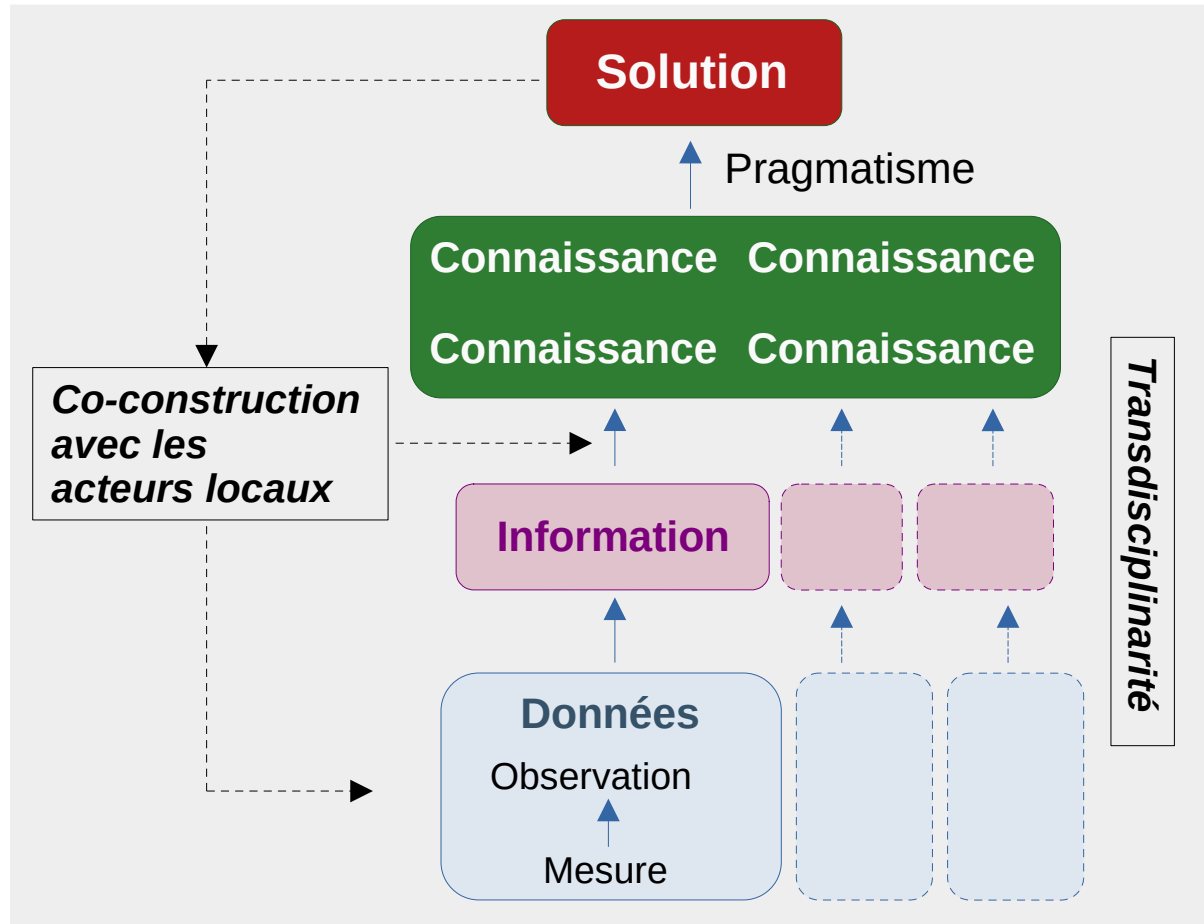 Solution
Pragmatisme
Connaissance Connaissance
Connaissance Connaissance
Co-construction
avec les
acteurs locaux
Transdisciplinarité
Information
Données
Observation
Mesure